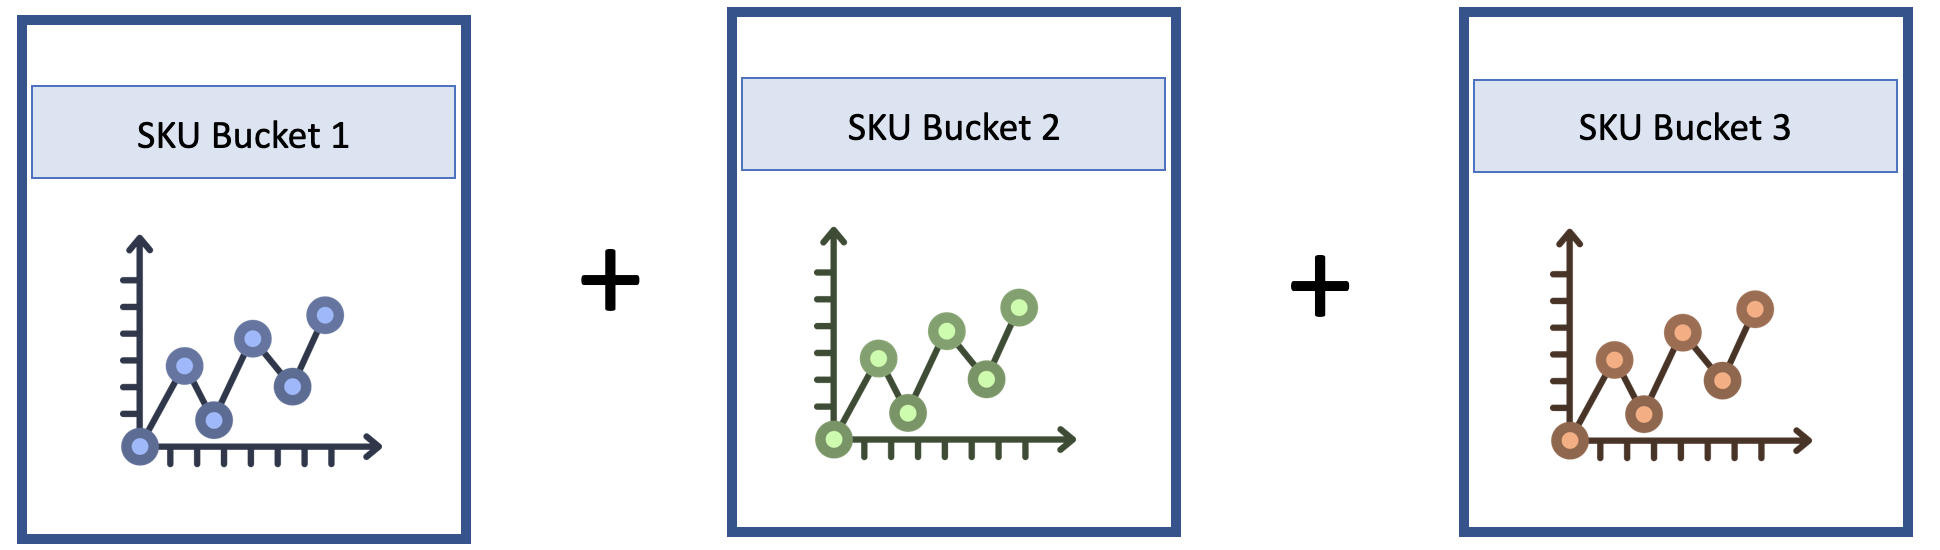 SKU Bucket 1
SKU Bucket 2
SKU Bucket 3
+
+